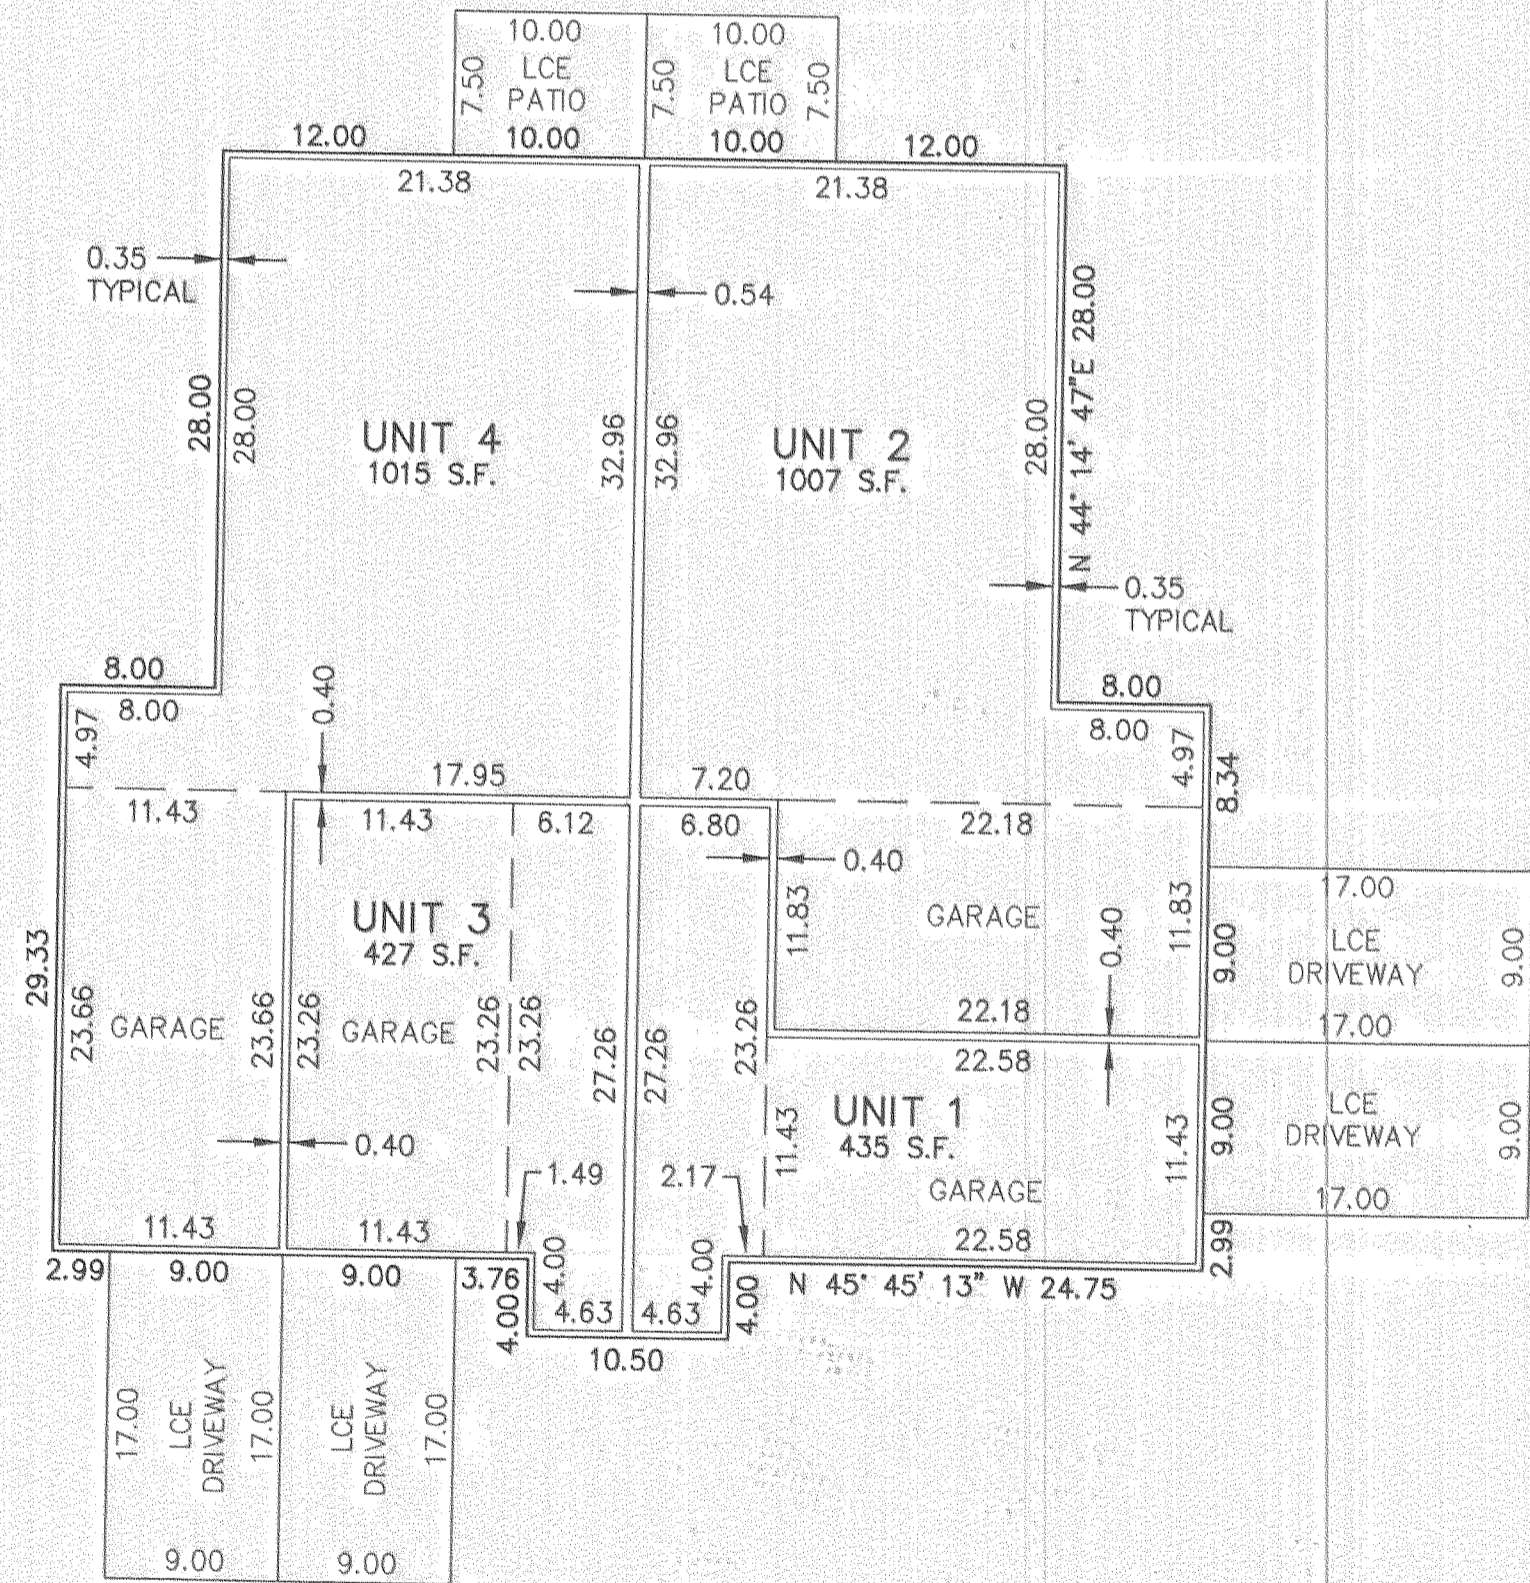 10.00
10.00
7.50
LCE
PATIO
7.50
LCE
PATIO
7.50
12.00
10.00
10.00
12.00
21.38
21.38
0.35
TYPICAL
0.54
28.00
28.00
UNIT 4
1015 S.F.
32.96
32.96
UNIT 2
1007 S.F.
28.00
N 44° 14' 47"E 28.00
0.35
TYPICAL
8.00
8.00
4.97
0.40
8.00
8.00
4.97
8.34
17.95
7.20
11.43
11.43
6.12
6.80
22.18
0.40
29.33
23.66
GARAGE
23.66
23.26
UNIT 3
427 S.F.
GARAGE
23.26
23.26
27.26
27.26
23.26
11.83
GARAGE
0.40
11.83
9.00
17.00
LCE
DRIVEWAY
9.00
17.00
22.18
22.58
0.40
11.43
UNIT 1
435 S.F.
GARAGE
11.43
9.00
LCE
DRIVEWAY
9.00
17.00
1.49
2.17
22.58
2.99
11.43
11.43
2.99
9.00
9.00
3.76
4.00
4.00
4.63
4.63
4.00
4.00
N 45° 45' 13" W 24.75
10.50
17.00
LCE
DRIVEWAY
17.00
LCE
DRIVEWAY
17.00
9.00
9.00